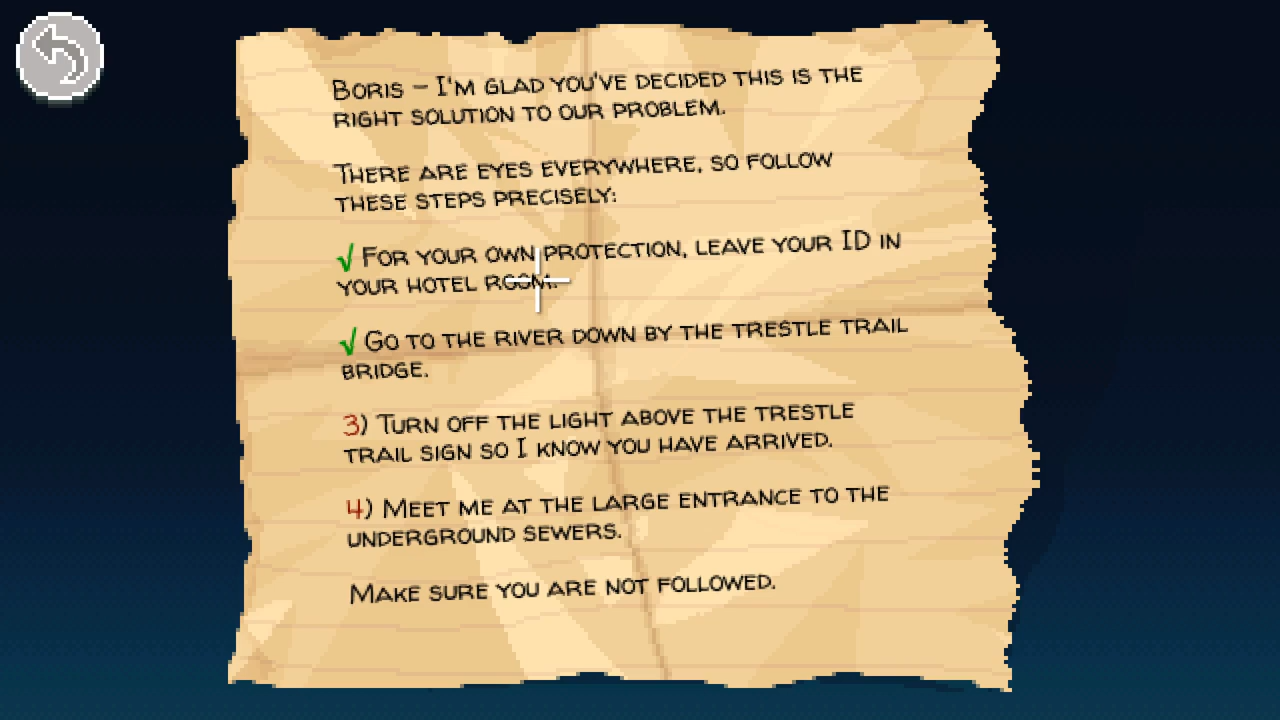 Boris – I'm glad you've decided this is the
right solution to our problem.
There are eyes everywhere, so follow
these steps precisely:
√ For your own protection, leave your ID in
your hotel room.
√ Go to the river down by the trestle trail
bridge.
3) Turn off the light above the trestle
trail sign so I know you have arrived.
4) Meet me at the large entrance to the
underground sewers.
Make sure you are not followed.